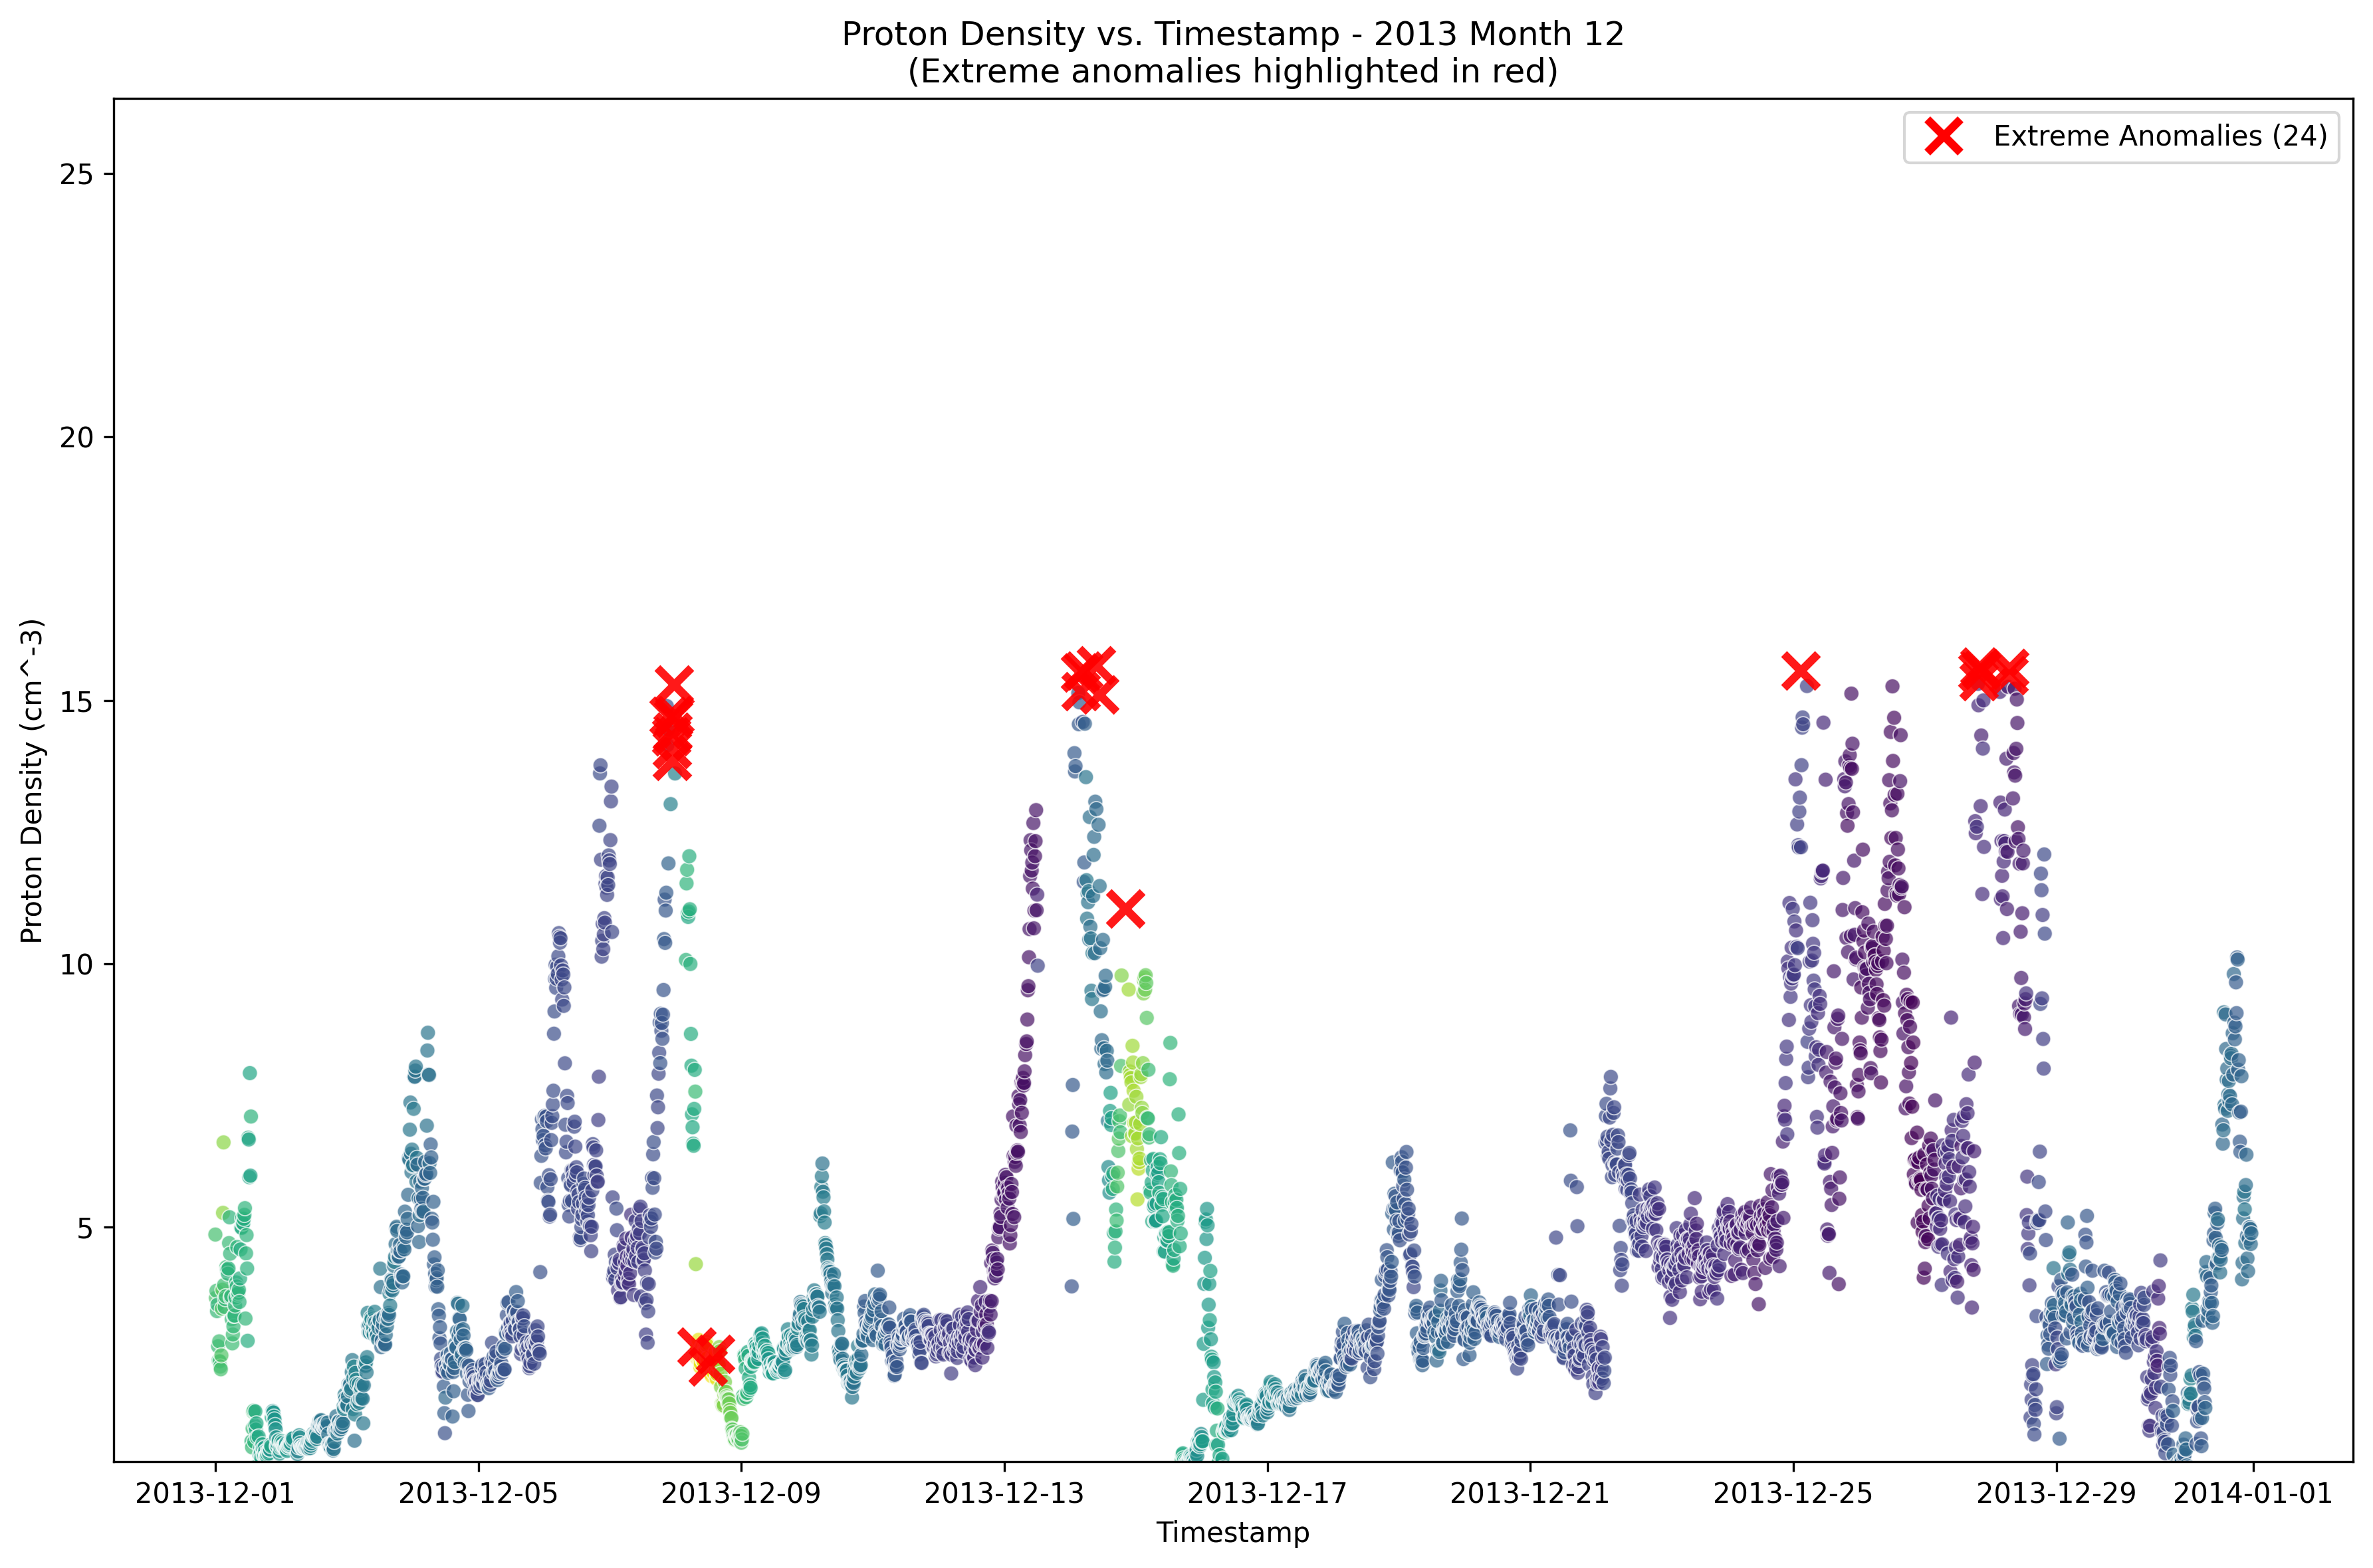 Proton Density vs. Timestamp - 2013 Month 12
(Extreme anomalies highlighted in red)
Extreme Anomalies (24)
Proton Density (cm^-3)
25
20
15
10
5
2013-12-01
2013-12-05
2013-12-09
2013-12-13
2013-12-17
2013-12-21
2013-12-25
2013-12-29
2014-01-01
Timestamp